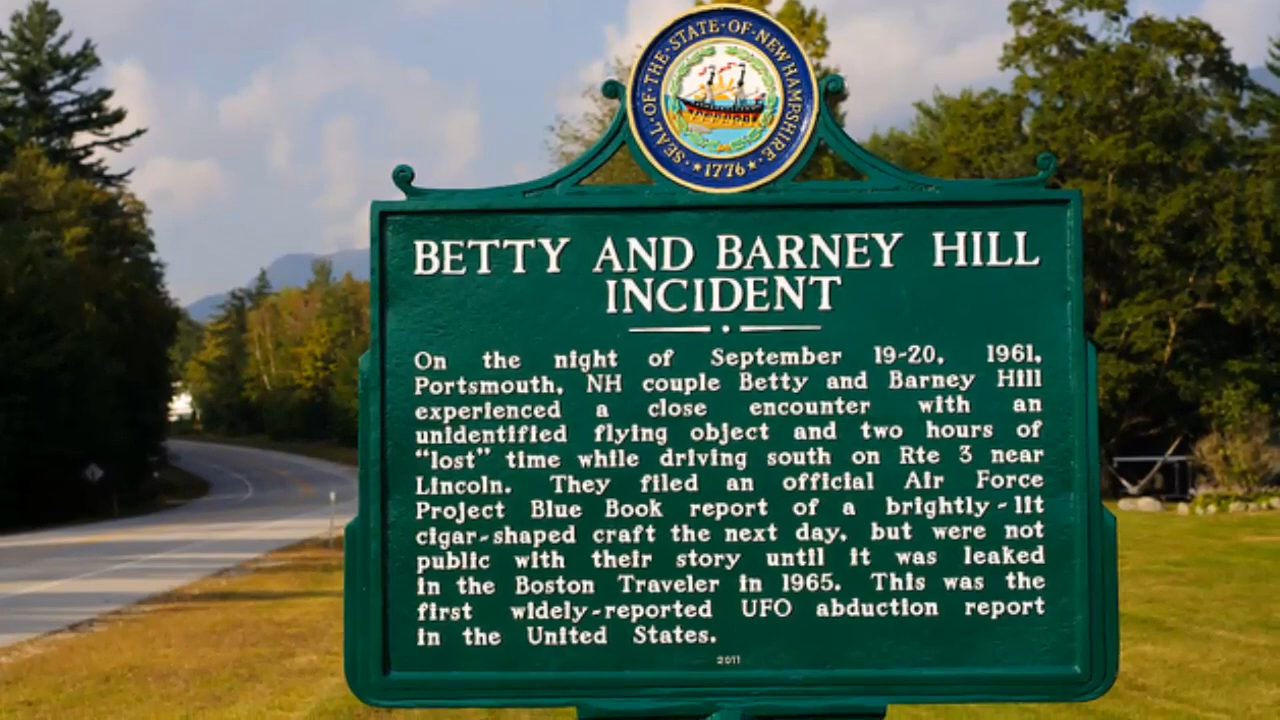 SEAL·OF·THE·STATE·OF·NEW HAMPSHIRE·
★1776★
BETTY AND BARNEY HILL
INCIDENT
On the night of September 19-20, 1961,
Portsmouth, NH couple Betty and Barney Hill
experienced a close encounter with an
unidentified flying object and two hours of
“lost” time while driving south on Rte 3 near
Lincoln. They filed an official Air Force
Project Blue Book report of a brightly-lit
cigar-shaped craft the next day, but were not
public with their story until it was leaked
in the Boston Traveler in 1965. This was the
first widely-reported UFO abduction report
in the United States.
2011